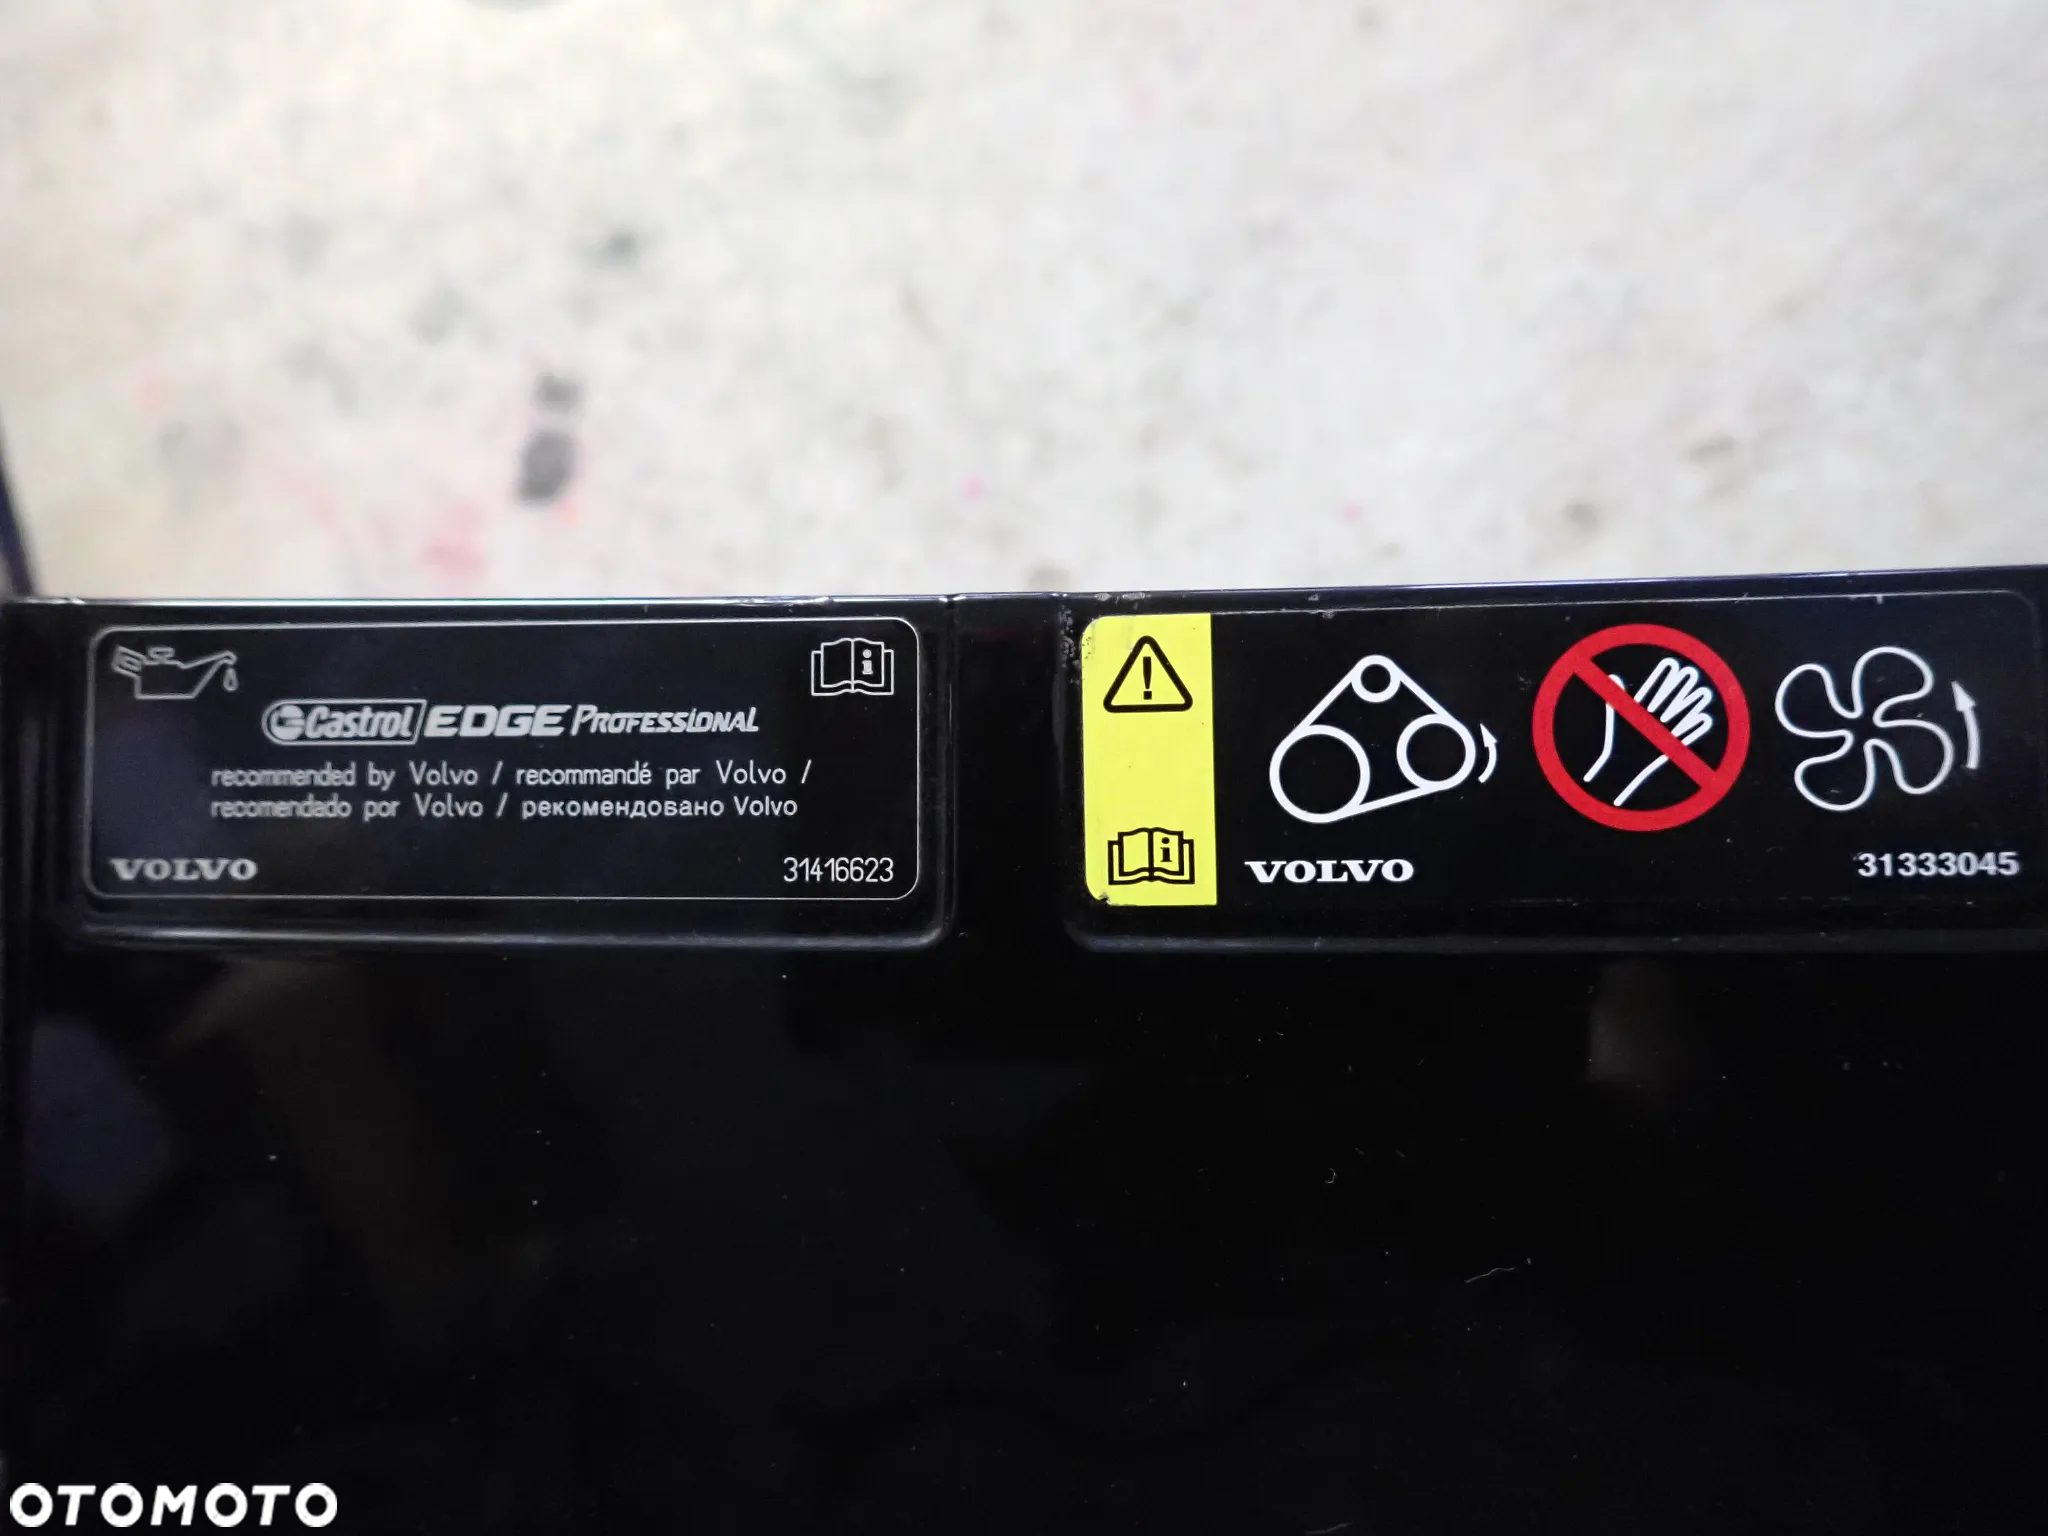 Castrol EDGE PROFESSIONAL
recommended by Volvo / recommandé par Volvo /
recomendado por Volvo / рекомендовано Volvo
VOLVO 31416623
VOLVO 31333045
OTOMOTO